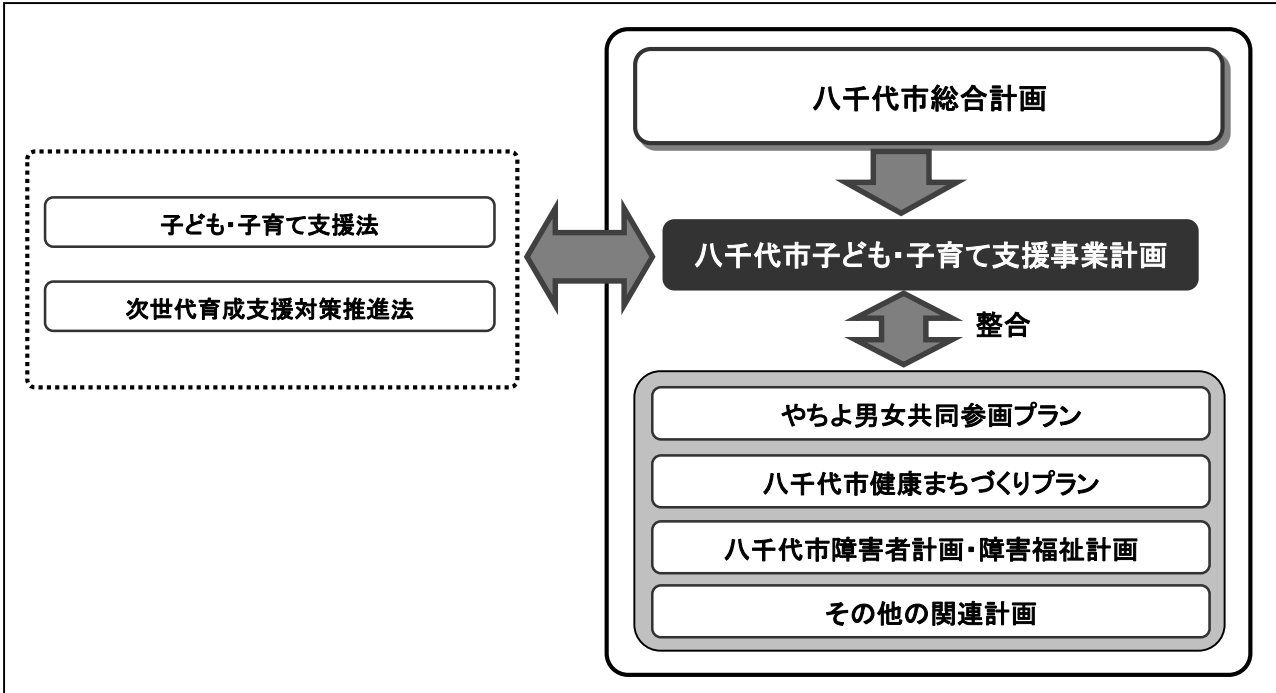 八千代市総合計画
子ども・子育て支援法
次世代育成支援対策推進法
八千代市子ども・子育て支援事業計画
整合
やちよ男女共同参画プラン
八千代市健康まちづくりプラン
八千代市障害者計画・障害福祉計画
その他の関連計画